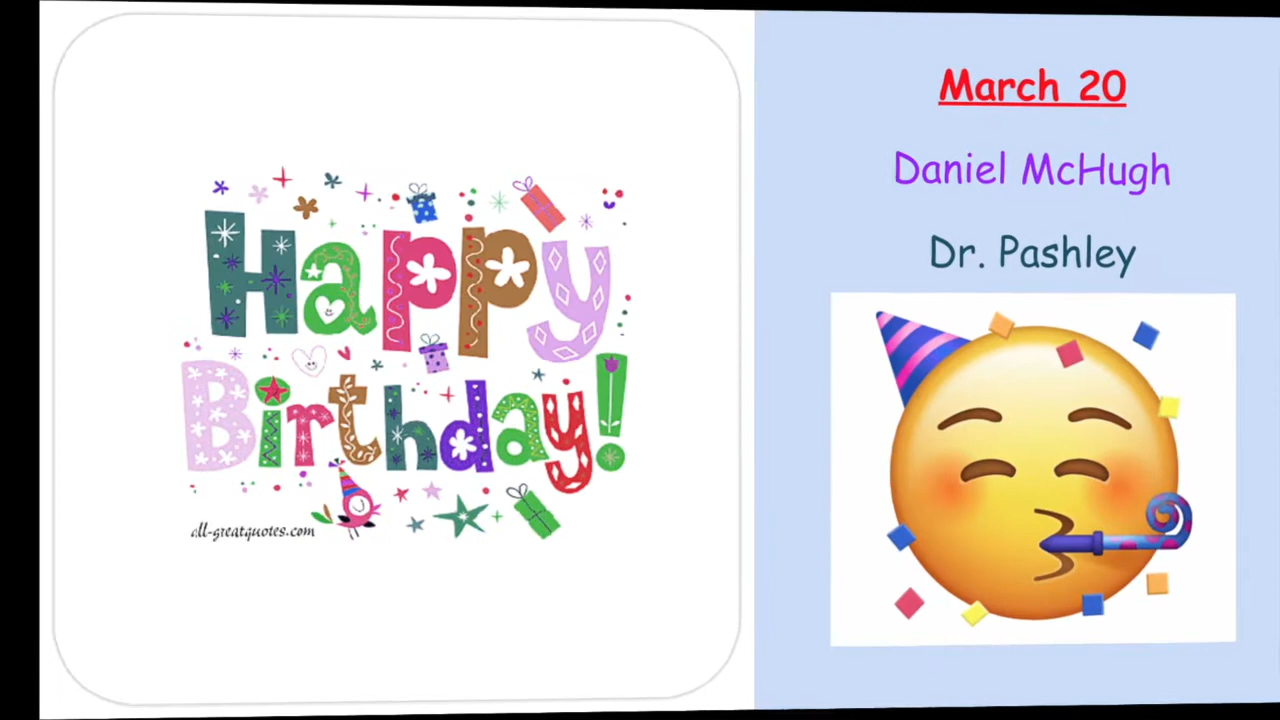 Happy
Birthday!
all-greatquotes.com
March 20
Daniel McHugh
Dr. Pashley